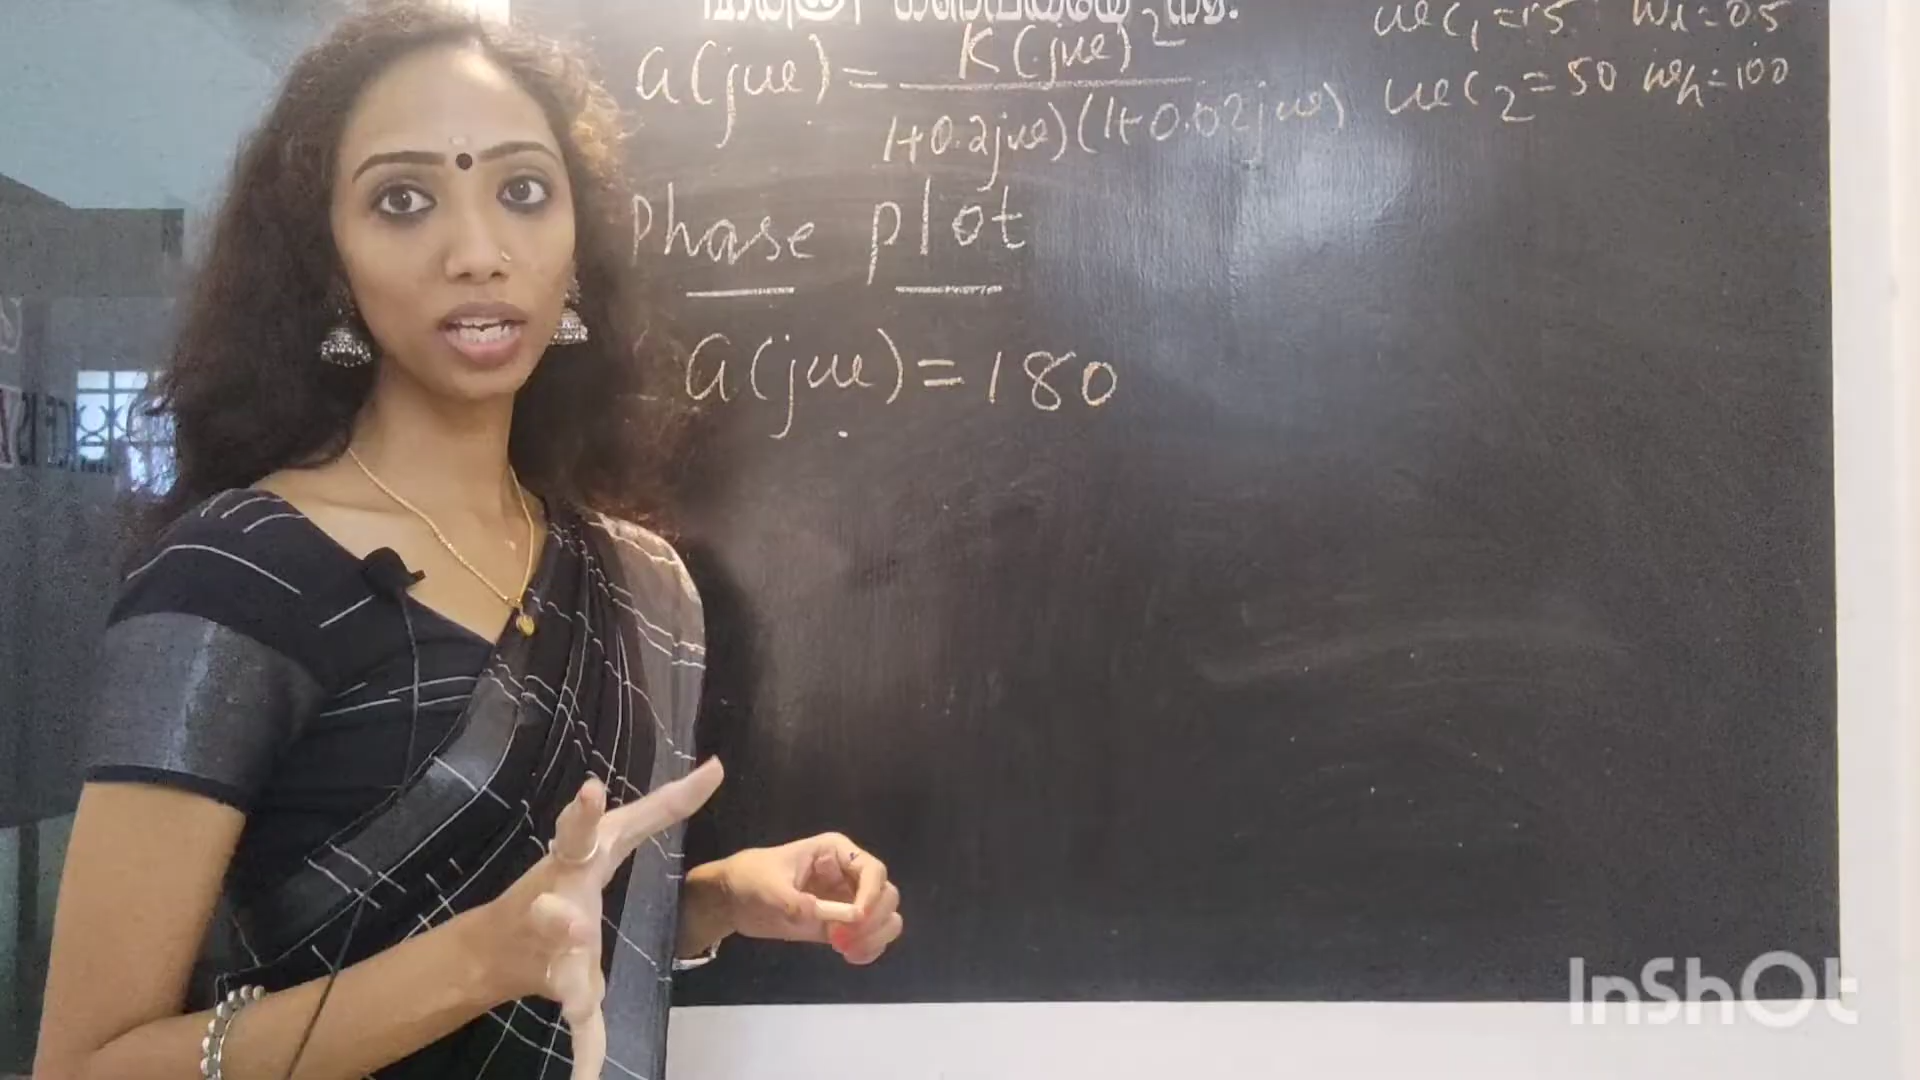 G(jω) = K(jω)²
1+0.2jω)(1+0.02jω)
ωc₁ = 15 ωl = 0.5
ωc₂ = 50 ωh = 100
Phase plot
G(jω) = 180
InShOt